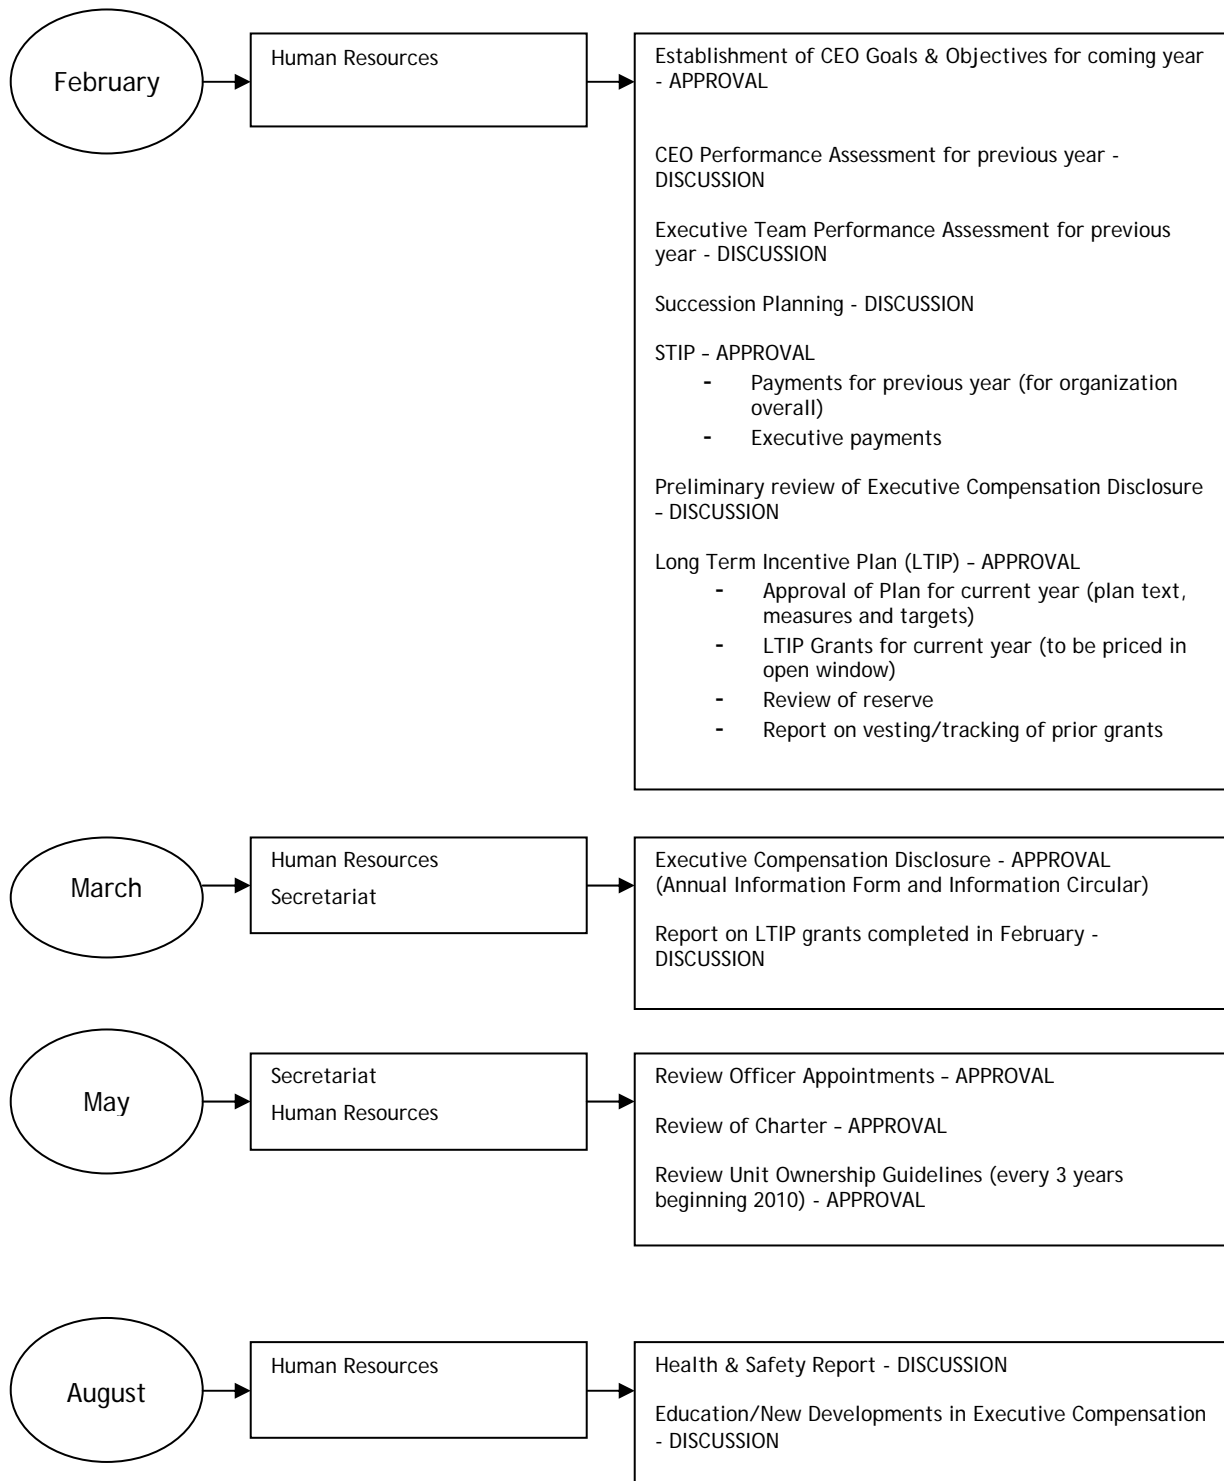 February
Human Resources
Establishment of CEO Goals & Objectives for coming year
- APPROVAL
CEO Performance Assessment for previous year -
DISCUSSION
Executive Team Performance Assessment for previous
year - DISCUSSION
Succession Planning - DISCUSSION
STIP – APPROVAL
- Payments for previous year (for organization
overall)
- Executive payments
Preliminary review of Executive Compensation Disclosure
– DISCUSSION
Long Term Incentive Plan (LTIP) – APPROVAL
- Approval of Plan for current year (plan text,
measures and targets)
- LTIP Grants for current year (to be priced in
open window)
- Review of reserve
- Report on vesting/tracking of prior grants
March
Human Resources
Secretariat
Executive Compensation Disclosure - APPROVAL
(Annual Information Form and Information Circular)
Report on LTIP grants completed in February -
DISCUSSION
May
Secretariat
Human Resources
Review Officer Appointments – APPROVAL
Review of Charter – APPROVAL
Review Unit Ownership Guidelines (every 3 years
beginning 2010) - APPROVAL
August
Human Resources
Health & Safety Report - DISCUSSION
Education/New Developments in Executive Compensation
- DISCUSSION